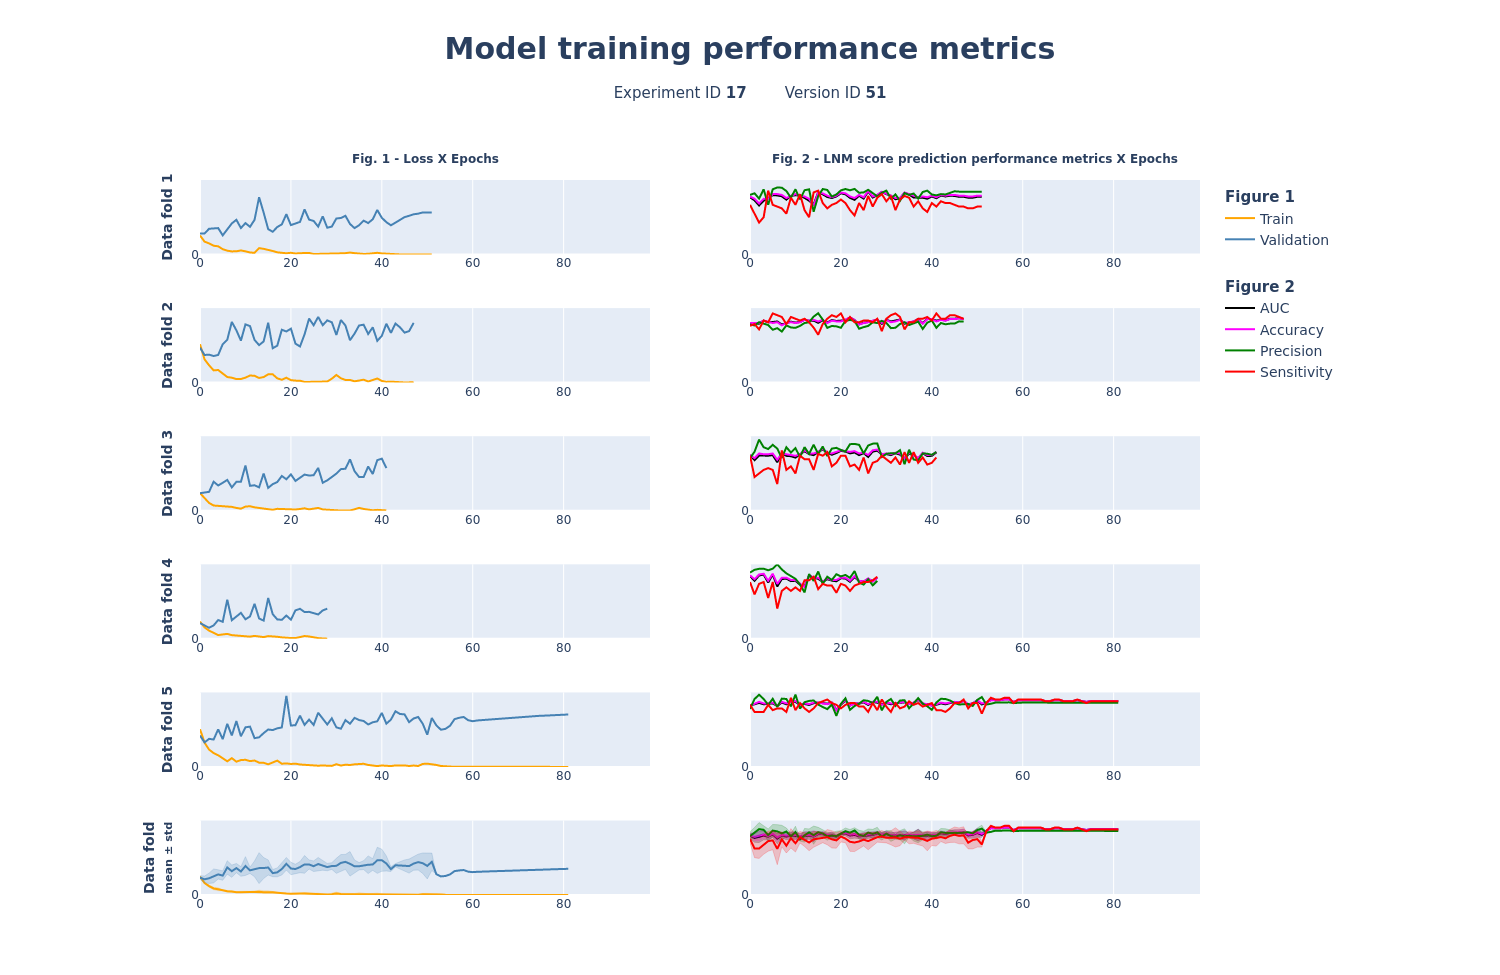 Model training performance metrics
Experiment ID 17 Version ID 51
Fig. 1 - Loss X Epochs
Fig. 2 - LNM score prediction performance metrics X Epochs
Data fold 1
0
0 20 40 60 80
0
0 20 40 60 80
Figure 1
Train
Validation
Figure 2
AUC
Accuracy
Precision
Sensitivity
Data fold 2
0
0 20 40 60 80
0
0 20 40 60 80
Data fold 3
0
0 20 40 60 80
0
0 20 40 60 80
Data fold 4
0
0 20 40 60 80
0
0 20 40 60 80
Data fold 5
0
0 20 40 60 80
0
0 20 40 60 80
Data fold
mean ± std
0
0 20 40 60 80
0
0 20 40 60 80